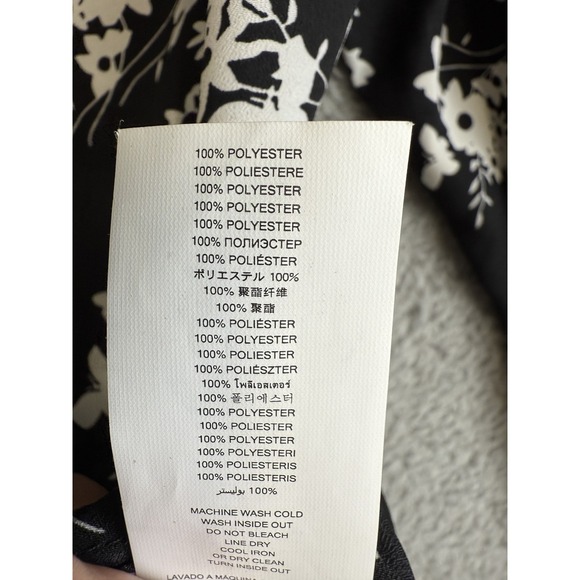 100% POLYESTER
100% POLIESTERE
100% POLYESTER
100% POLYESTER
100% POLYESTER
100% ПОЛИЭСТЕР
100% POLIÉSTER
ポリエステル 100%
100% 聚酯纤维
100% 聚酯
100% POLIÉSTER
100% POLYESTER
100% POLIESTER
100% POLIÉSZTER
100% โพลีเอสเตอร์
100% 폴리에스터
100% POLYESTER
100% POLIESTER
100% POLYESTER
100% POLYESTERI
100% POLIESTERIS
100% POLIESTERIS
100% بوليستر
MACHINE WASH COLD
WASH INSIDE OUT
DO NOT BLEACH
LINE DRY
COOL IRON
OR DRY CLEAN
TURN INSIDE OUT
LAVADO A MÁQUINA